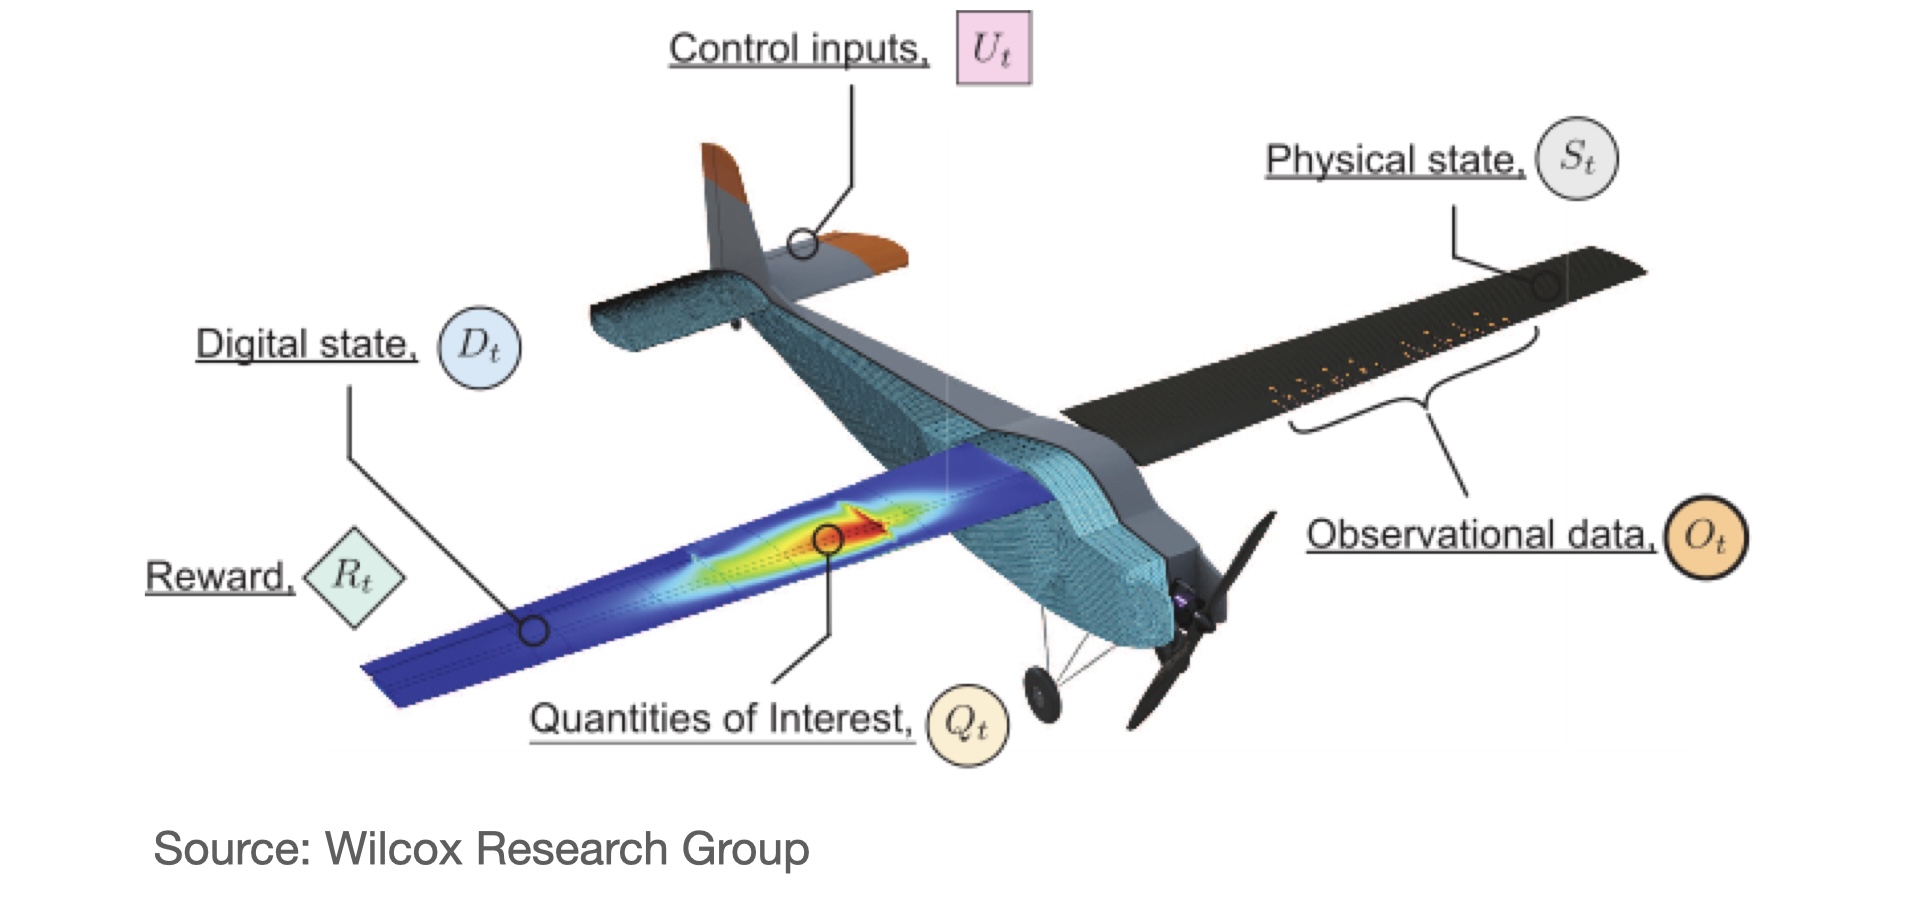 Control inputs, U_t
Physical state, S_t
Digital state, D_t
Observational data, O_t
Reward, R_t
Quantities of Interest, Q_t
Source: Wilcox Research Group